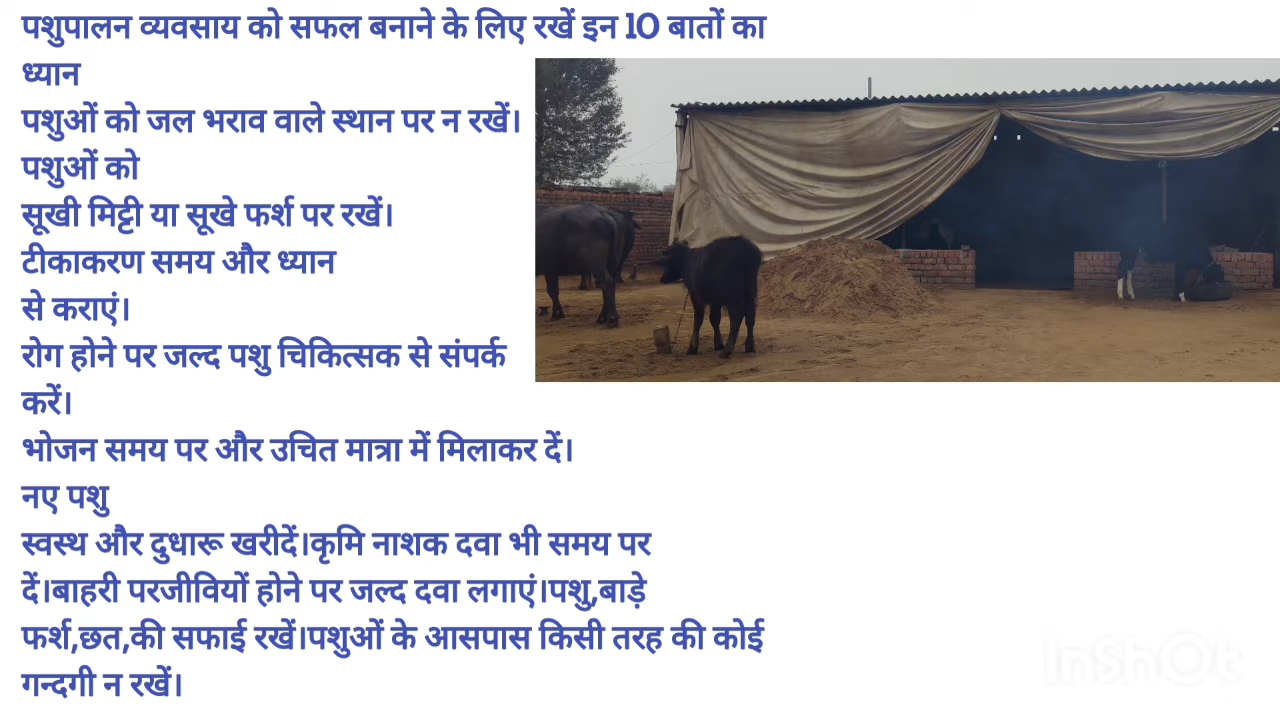 पशुपालन व्यवसाय को सफल बनाने के लिए रखें इन 10 बातों का
ध्यान
पशुओं को जल भराव वाले स्थान पर न रखें।
पशुओं को
सूखी मिट्टी या सूखे फर्श पर रखें।
टीकाकरण समय और ध्यान
से कराएं।
रोग होने पर जल्द पशु चिकित्सक से संपर्क
करें।
भोजन समय पर और उचित मात्रा में मिलाकर दें।
नए पशु
स्वस्थ और दुधारू खरीदें।कृमि नाशक दवा भी समय पर
दें।बाहरी परजीवियों होने पर जल्द दवा लगाएं।पशु,बाड़े
फर्श,छत,की सफाई रखें।पशुओं के आसपास किसी तरह की कोई
गन्दगी न रखें।
InShOt